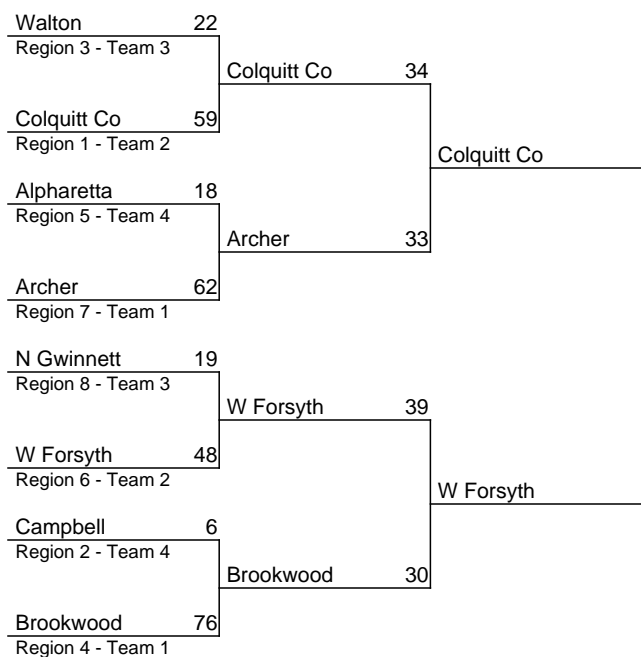 Walton 22
Region 3 - Team 3
Colquitt Co 34
Colquitt Co 59
Region 1 - Team 2
Colquitt Co
Alpharetta 18
Region 5 - Team 4
Archer 33
Archer 62
Region 7 - Team 1
N Gwinnett 19
Region 8 - Team 3
W Forsyth 39
W Forsyth 48
Region 6 - Team 2
W Forsyth
Campbell 6
Region 2 - Team 4
Brookwood 30
Brookwood 76
Region 4 - Team 1